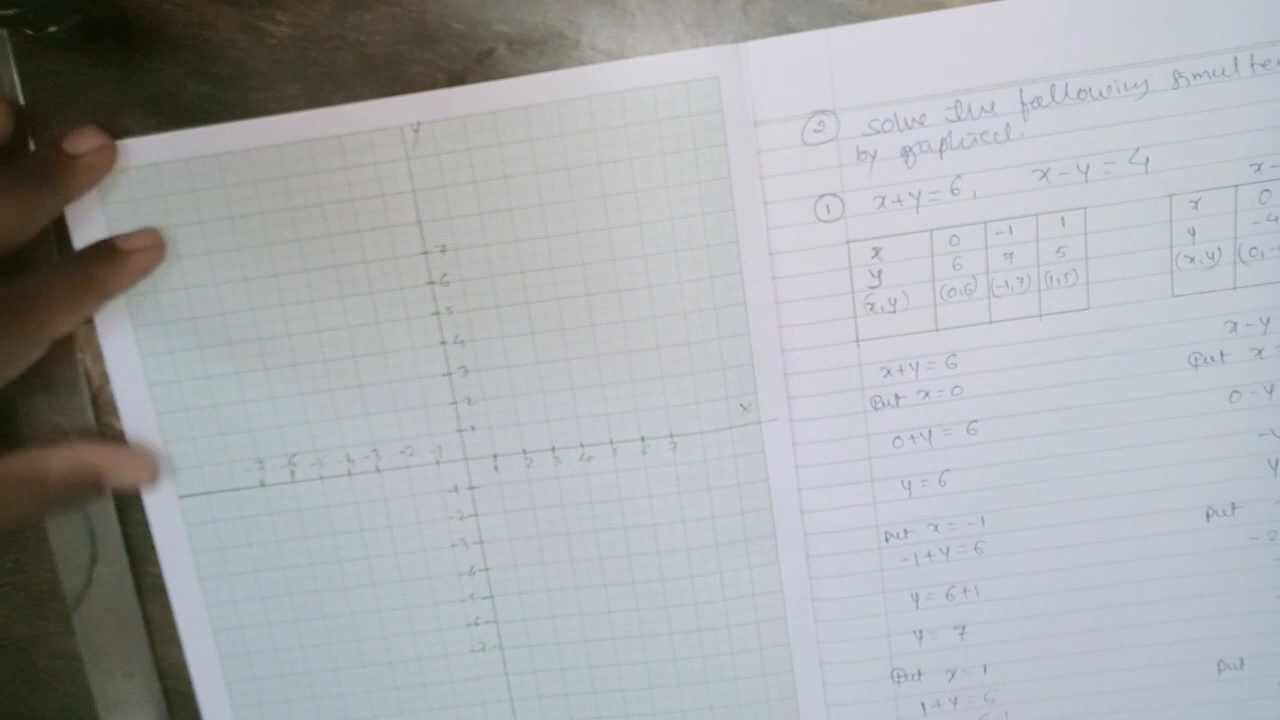 ② Solve the following simulta
by graphical.
① x+y=6, x-y=4
x 0 -1 1
y 6 7 5
(x,y) (0,6) (-1,7) (1,5)
x-
x 0
y -4
(x,y) (0,-
x+y=6
Put x=0
0+y=6
y=6
Put x=-1
-1+y=6
y=6+1
y=7
Put x=1
1+y=6
x-y
Put x=
0-y
-y
y
Put
Put
Y
7
6
5
4
3
2
1
X
-7 -6 -5 -4 -3 -2 -1 1 2 3 4 5 6 7
-1
-2
-3
-4
-5
-6
-7